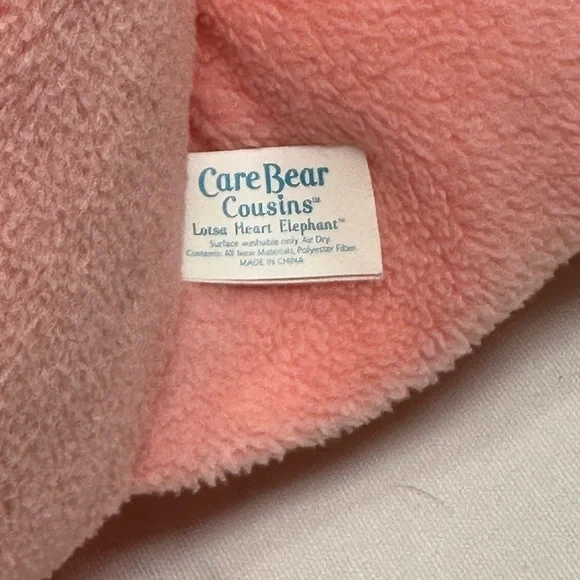 Care Bear
Cousins™
Lotsa Heart Elephant™
Surface washable only Air Dry.
Contents: All New Materials, Polyester Fiber.
MADE IN CHINA